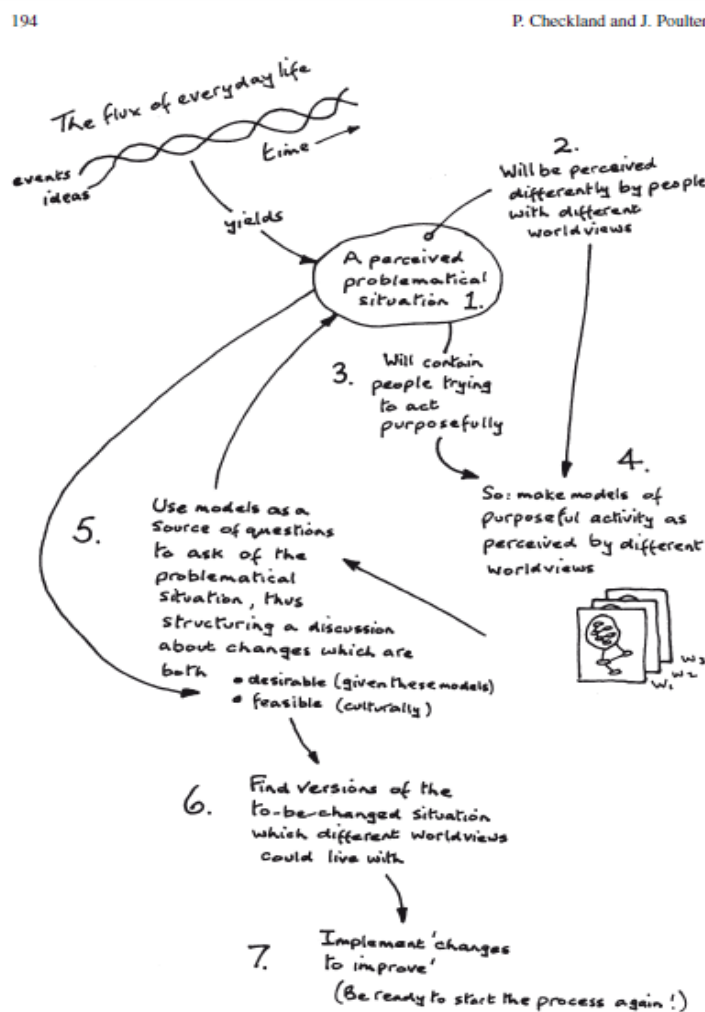 194
P. Checkland and J. Poulter
The flux of everyday life
time
events
ideas
yields
2.
Will be perceived
differently by people
with different
worldviews
A perceived
problematical
situation 1.
3.
Will contain
people trying
to act
purposefully
4.
So: make models of
purposeful activity as
perceived by different
worldviews
W3
W2
W1
5.
Use models as a
source of questions
to ask of the
problematical
situation, thus
structuring a discussion
about changes which are
both
• desirable (given these models)
• feasible (culturally)
6.
Find versions of the
to-be-changed situation
which different worldviews
could live with
7.
Implement 'changes
to improve'
(Be ready to start the process again!)